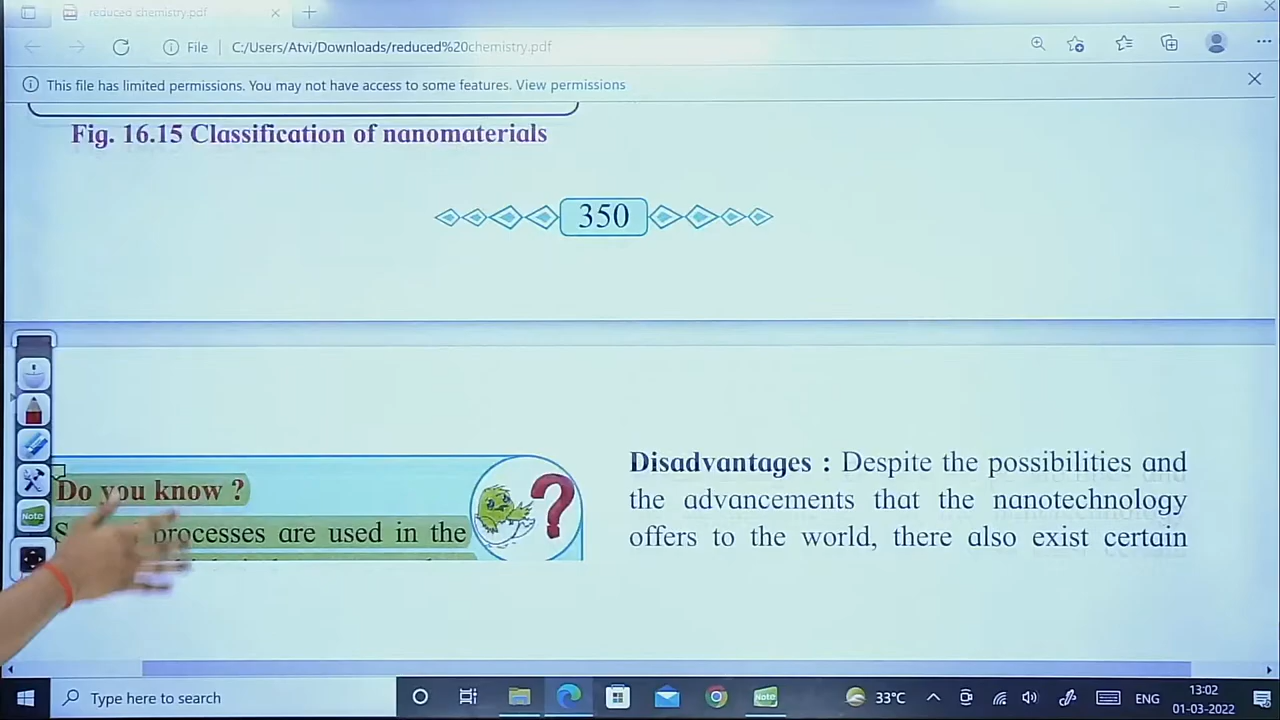 reduced chemistry.pdf
File
C:/Users/Atvi/Downloads/reduced%20chemistry.pdf
This file has limited permissions. You may not have access to some features. View permissions
Fig. 16.15 Classification of nanomaterials
350
Do you know ?
processes are used in the
Disadvantages : Despite the possibilities and
the advancements that the nanotechnology
offers to the world, there also exist certain
Note
Type here to search
Note
33°C
ENG
13:02
01-03-2022